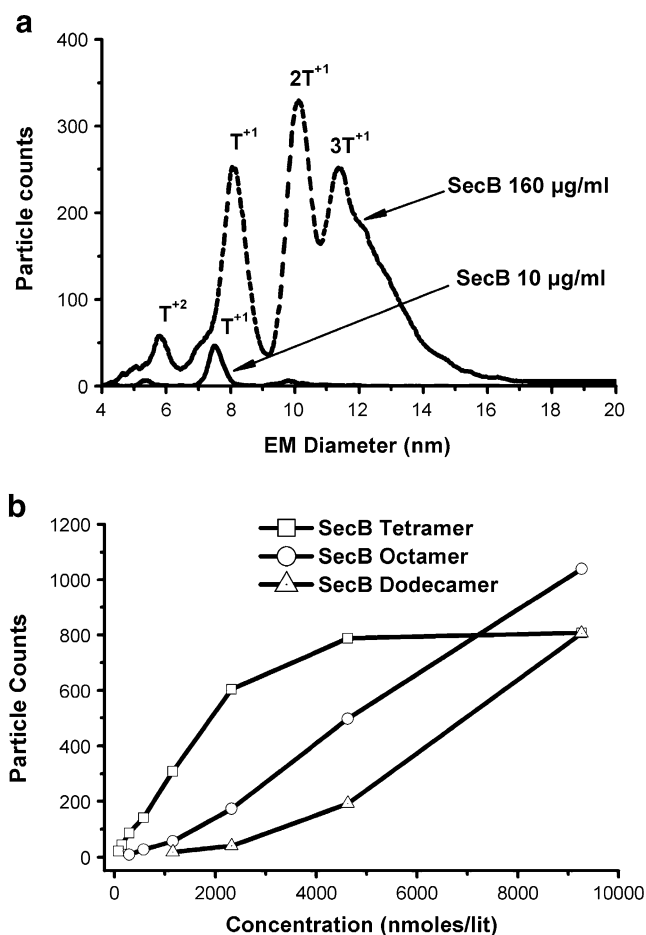 a
400
300
200
100
0
Particle counts
T+2
T+1
T+1
2T+1
3T+1
SecB 160 µg/ml
SecB 10 µg/ml
4 6 8 10 12 14 16 18 20
EM Diameter (nm)
b
1200
1000
800
600
400
200
0
Particle Counts
SecB Tetramer
SecB Octamer
SecB Dodecamer
0 2000 4000 6000 8000 10000
Concentration (nmoles/lit)